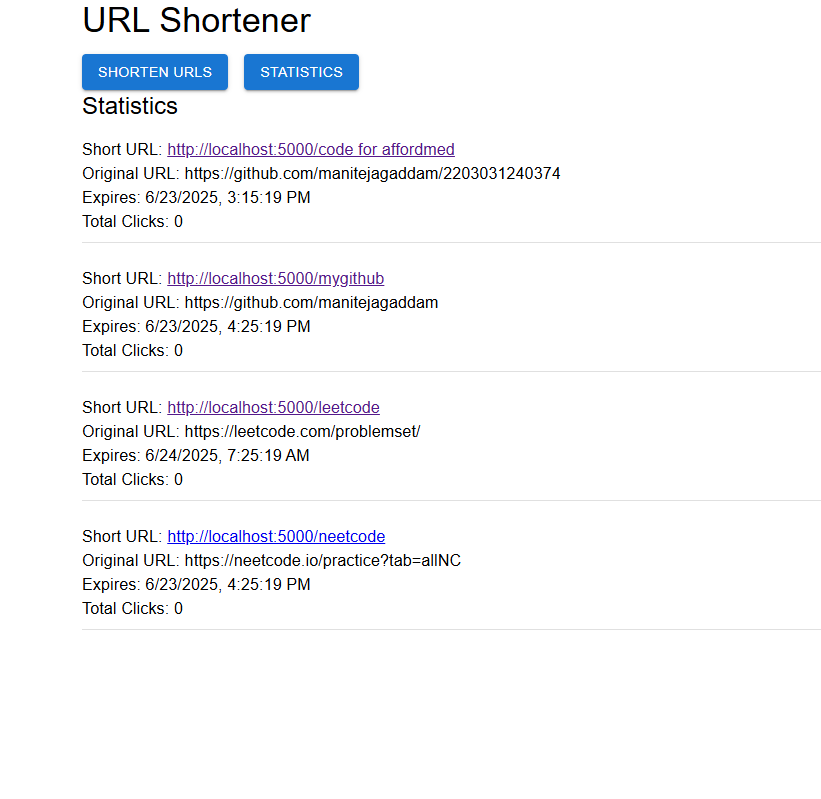 URL Shortener
SHORTEN URLS STATISTICS
Statistics
Short URL: http://localhost:5000/code for affordmed
Original URL: https://github.com/manitejagaddam/2203031240374
Expires: 6/23/2025, 3:15:19 PM
Total Clicks: 0
Short URL: http://localhost:5000/mygithub
Original URL: https://github.com/manitejagaddam
Expires: 6/23/2025, 4:25:19 PM
Total Clicks: 0
Short URL: http://localhost:5000/leetcode
Original URL: https://leetcode.com/problemset/
Expires: 6/24/2025, 7:25:19 AM
Total Clicks: 0
Short URL: http://localhost:5000/neetcode
Original URL: https://neetcode.io/practice?tab=allNC
Expires: 6/23/2025, 4:25:19 PM
Total Clicks: 0